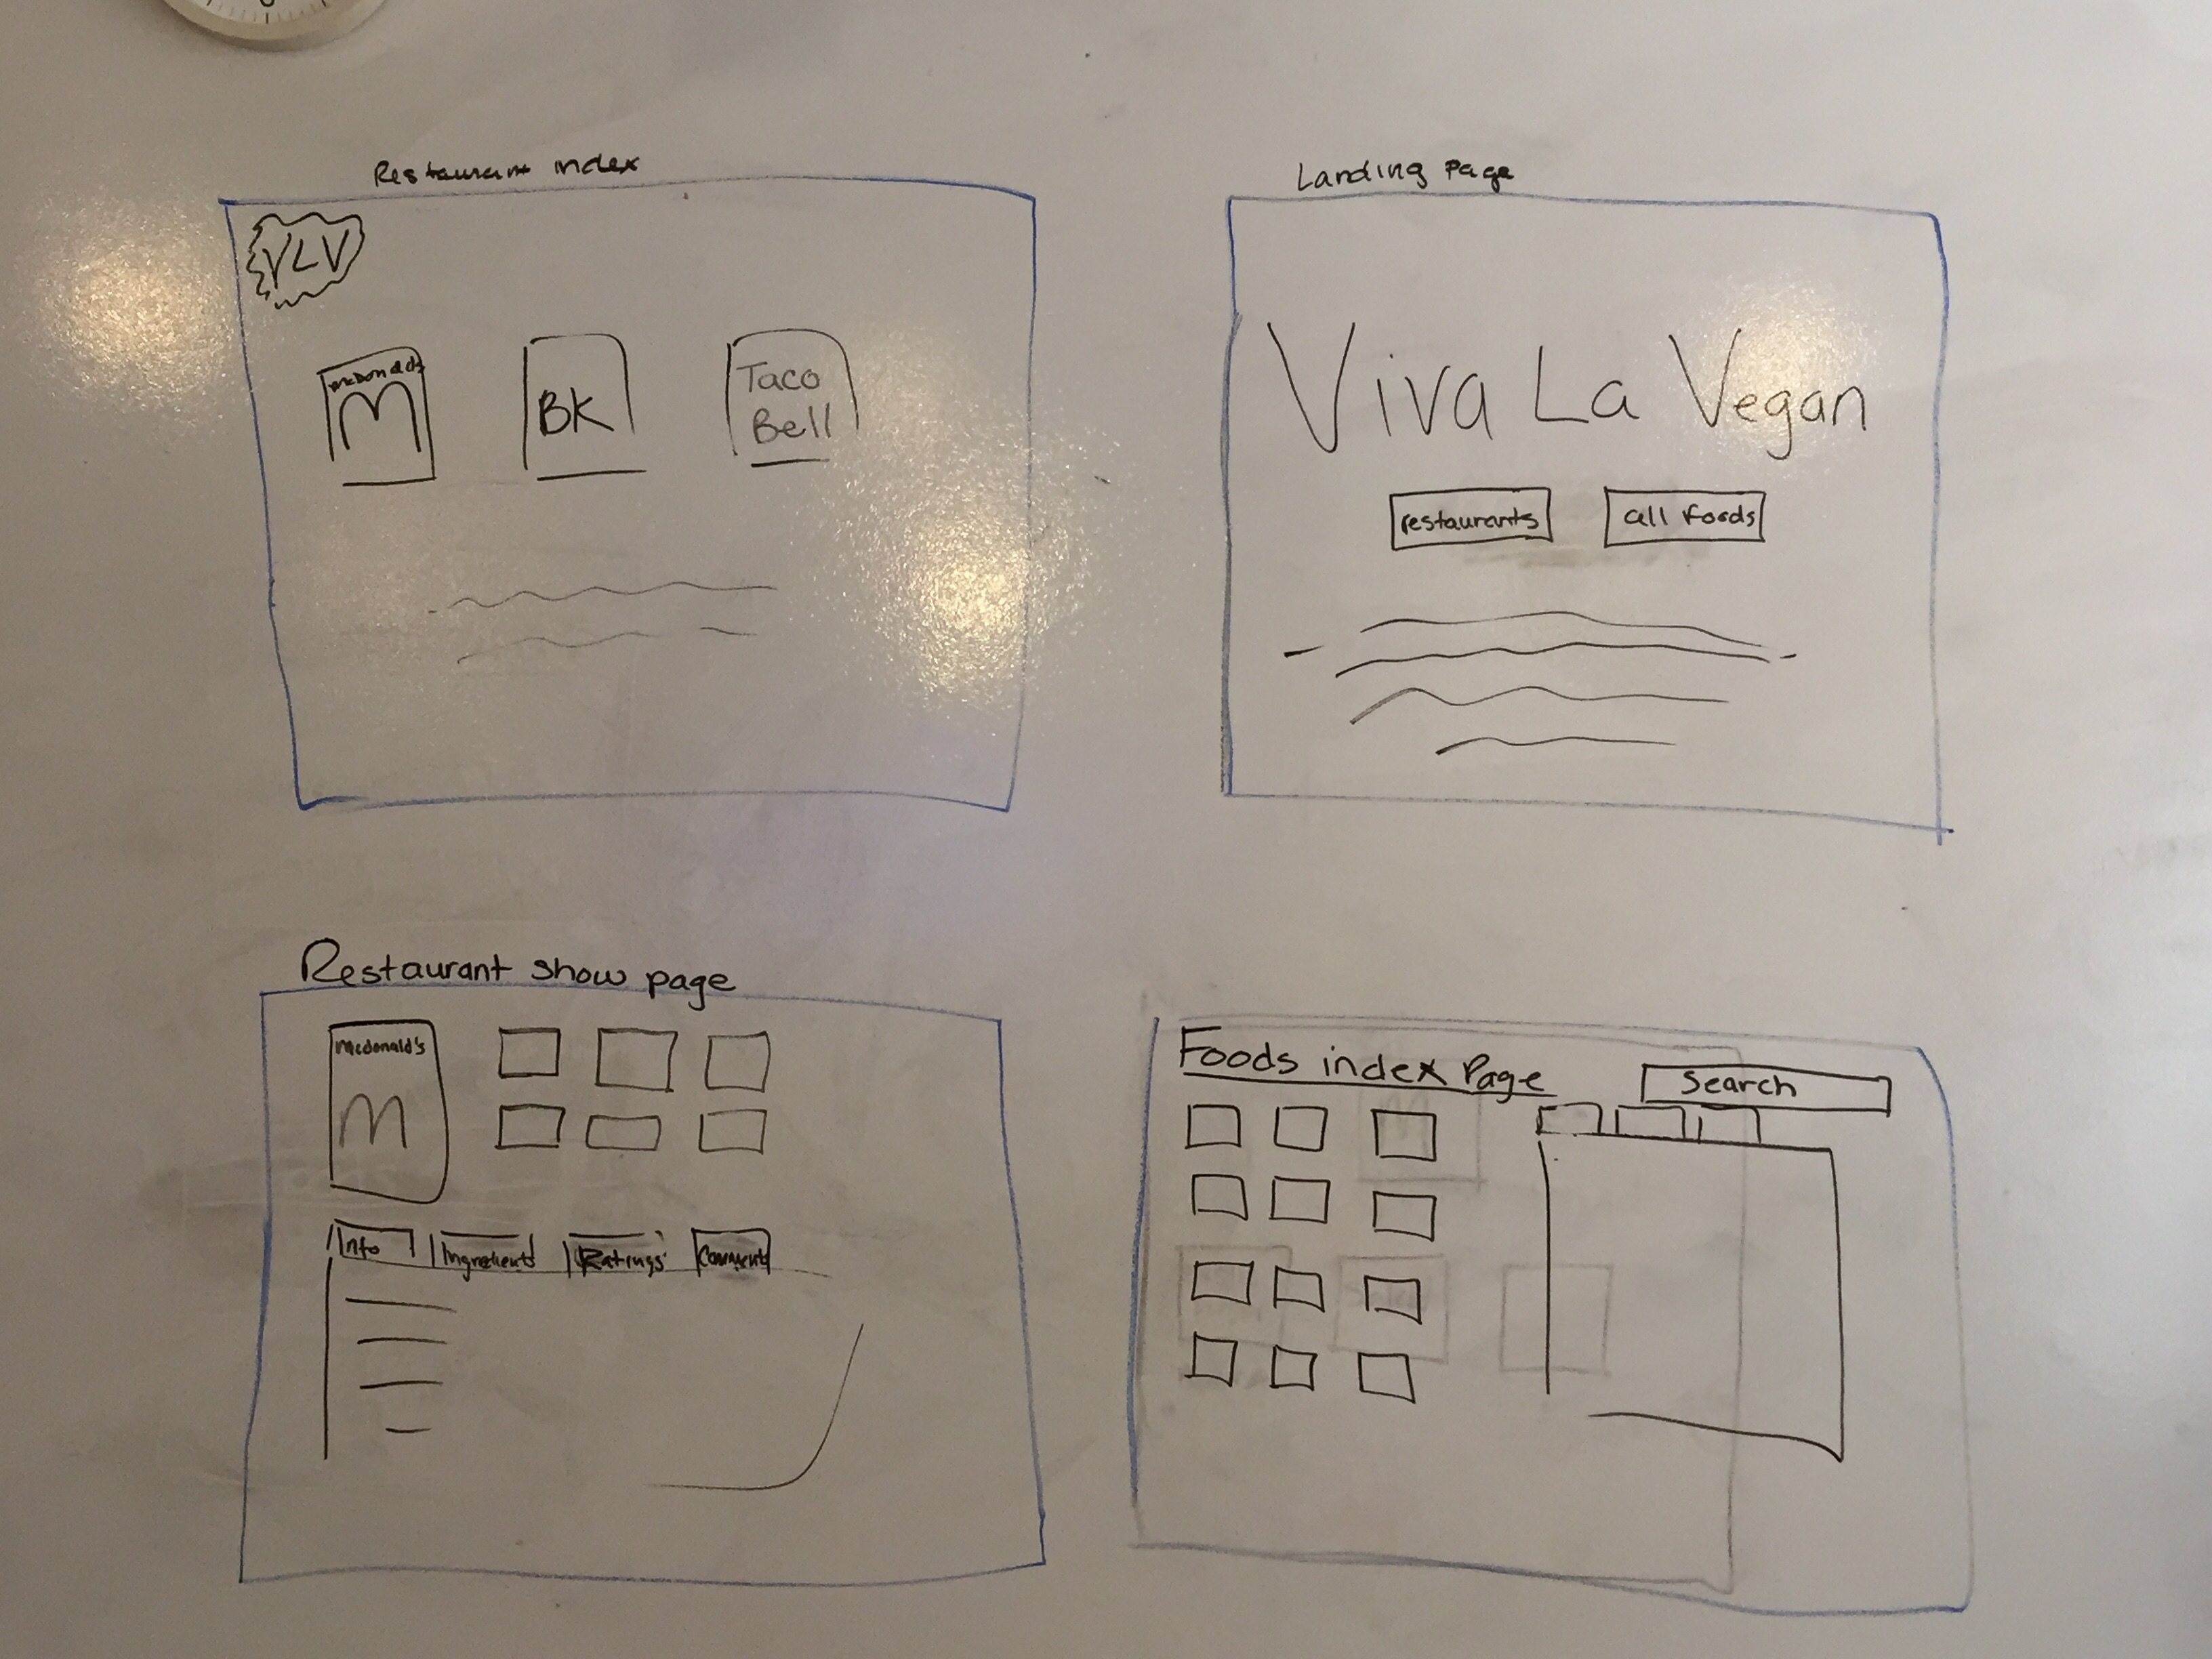 Restaurant index
VLV
mcDonalds
M
BK
Taco
Bell
Landing Page
Viva La Vegan
restaurants
all foods
Restaurant show page
Mcdonald's
M
Info
Ingredients
Ratings
Comments
Foods index Page
Search